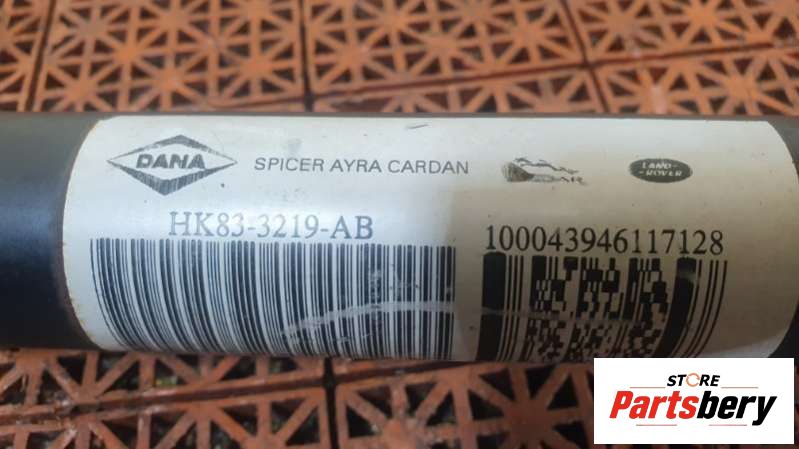 DANA SPICER AYRA CARDAN
LAND-
-ROVER
HK83-3219-AB 100043946117128
STORE
Partsbery